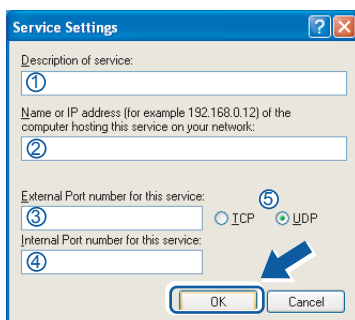 Service Settings
Description of service:
①
Name or IP address (for example 192.168.0.12) of the
computer hosting this service on your network:
②
External Port number for this service: ⑤
③ TCP UDP
Internal Port number for this service:
④
OK Cancel